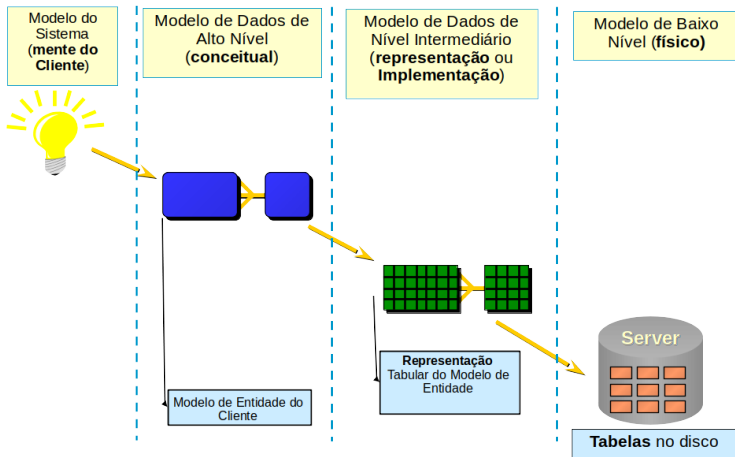 Modelo do
Sistema
(mente do
Cliente)
Modelo de Dados de
Alto Nível
(conceitual)
Modelo de Dados de
Nível Intermediário
(representação ou
Implementação)
Modelo de Baixo
Nível (físico)
Server
Representação
Tabular do Modelo de
Entidade
Modelo de Entidade do
Cliente
Tabelas no disco